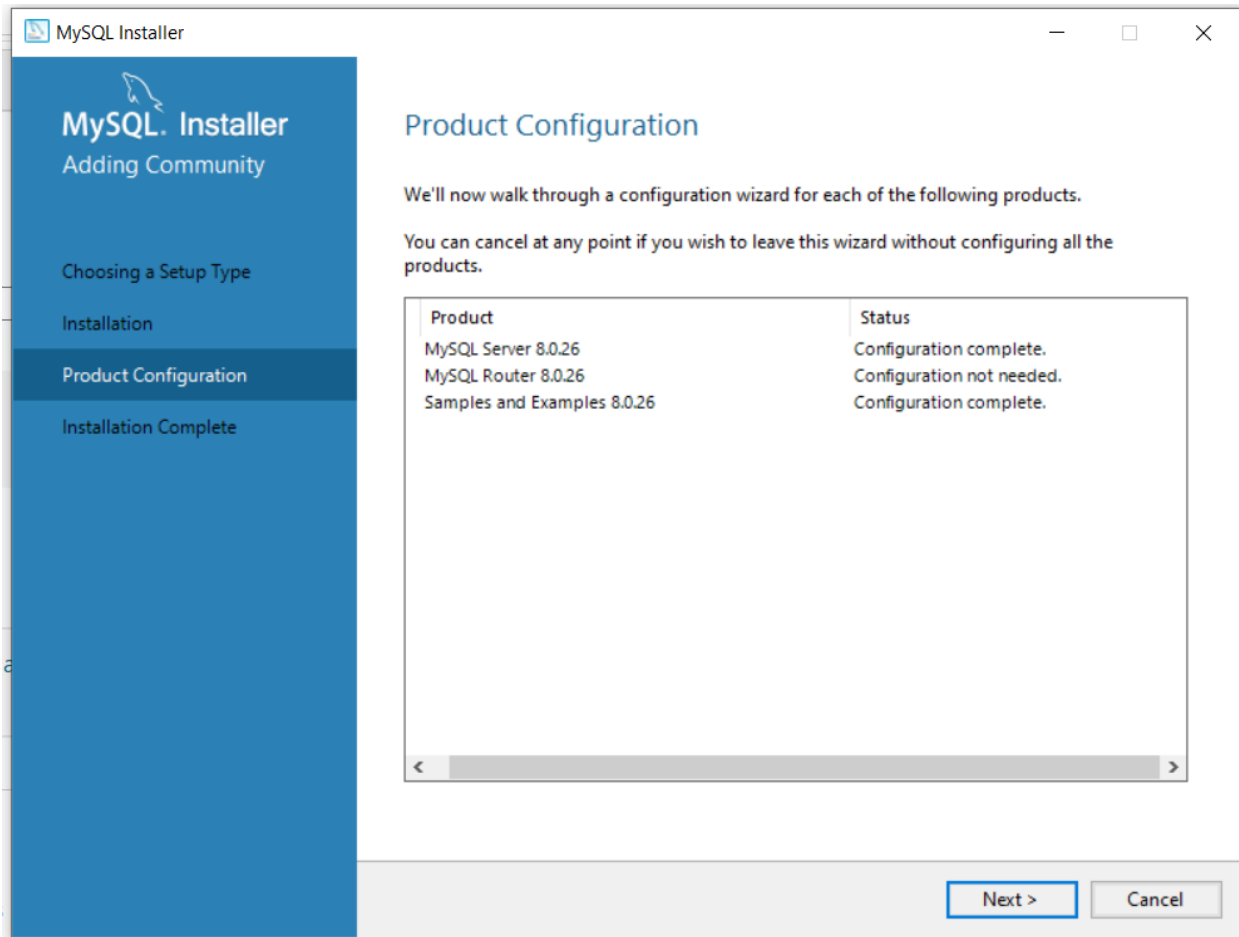 MySQL Installer
MySQL. Installer
Adding Community
Choosing a Setup Type
Installation
Product Configuration
Installation Complete
Product Configuration
We'll now walk through a configuration wizard for each of the following products.
You can cancel at any point if you wish to leave this wizard without configuring all the
products.
Product Status
MySQL Server 8.0.26 Configuration complete.
MySQL Router 8.0.26 Configuration not needed.
Samples and Examples 8.0.26 Configuration complete.
Next >
Cancel